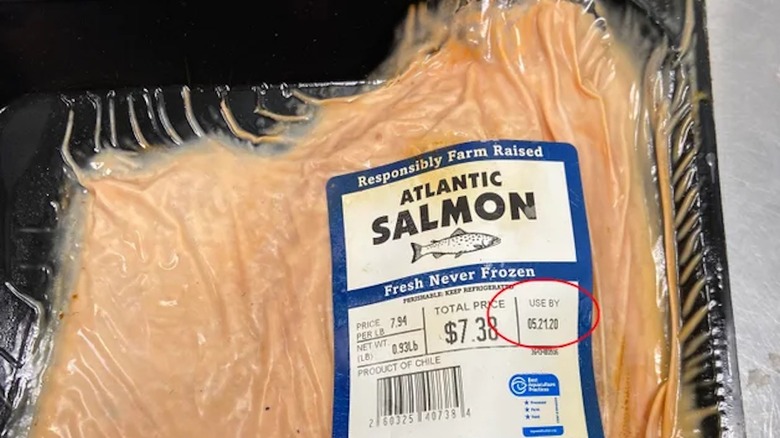 Responsibly Farm Raised
ATLANTIC
SALMON
Fresh Never Frozen
PERISHABLE: KEEP REFRIGERATED
PRICE PER LB 7.94
TOTAL PRICE
$7.38
USE BY
05.21.20
NET WT. (LB) 0.93Lb
PRODUCT OF CHILE
2 60325 40738 4
Best
Aquaculture
Practices